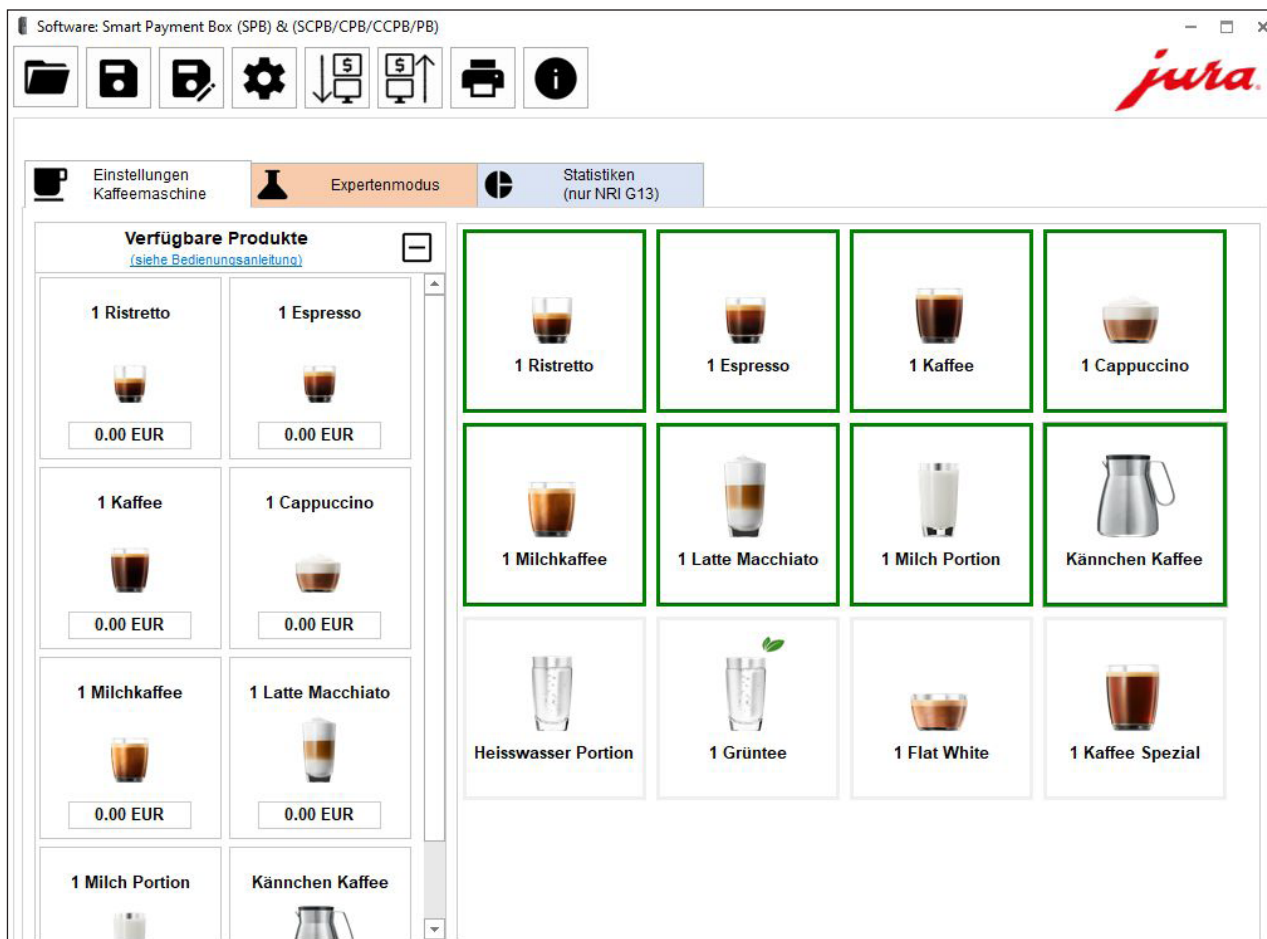 Software: Smart Payment Box (SPB) & (SCPB/CPB/CCPB/PB)
jura
Einstellungen
Kaffeemaschine
Expertenmodus
Statistiken
(nur NRI G13)
Verfügbare Produkte
(siehe Bedienungsanleitung)
1 Ristretto
1 Espresso
0.00 EUR
0.00 EUR
1 Kaffee
1 Cappuccino
0.00 EUR
0.00 EUR
1 Milchkaffee
1 Latte Macchiato
0.00 EUR
0.00 EUR
1 Milch Portion
Kännchen Kaffee
1 Ristretto
1 Espresso
1 Kaffee
1 Cappuccino
1 Milchkaffee
1 Latte Macchiato
1 Milch Portion
Kännchen Kaffee
Heisswasser Portion
1 Grüntee
1 Flat White
1 Kaffee Spezial